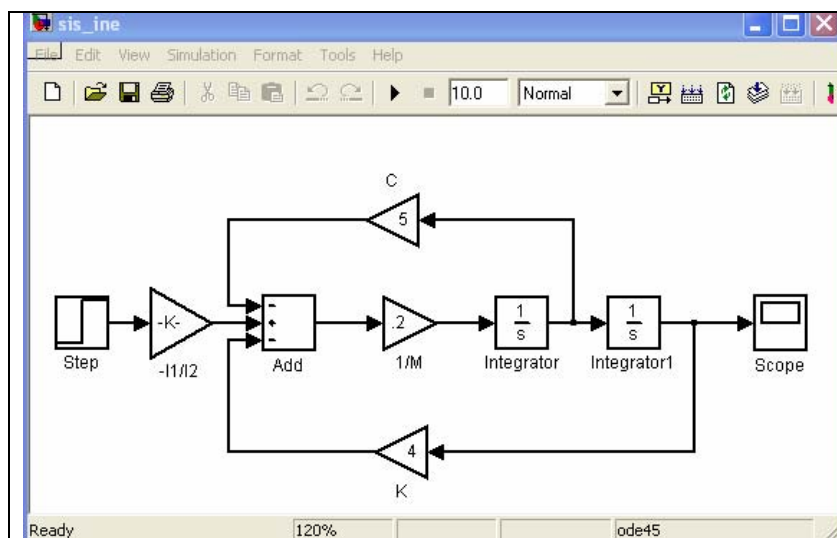 sis_ine
File Edit View Simulation Format Tools Help
10.0 Normal
C
5
-K-
-
+
-
.2
1
s
1
s
Step
-l1/l2
Add
1/M
Integrator
Integrator1
Scope
4
K
Ready 120% ode45